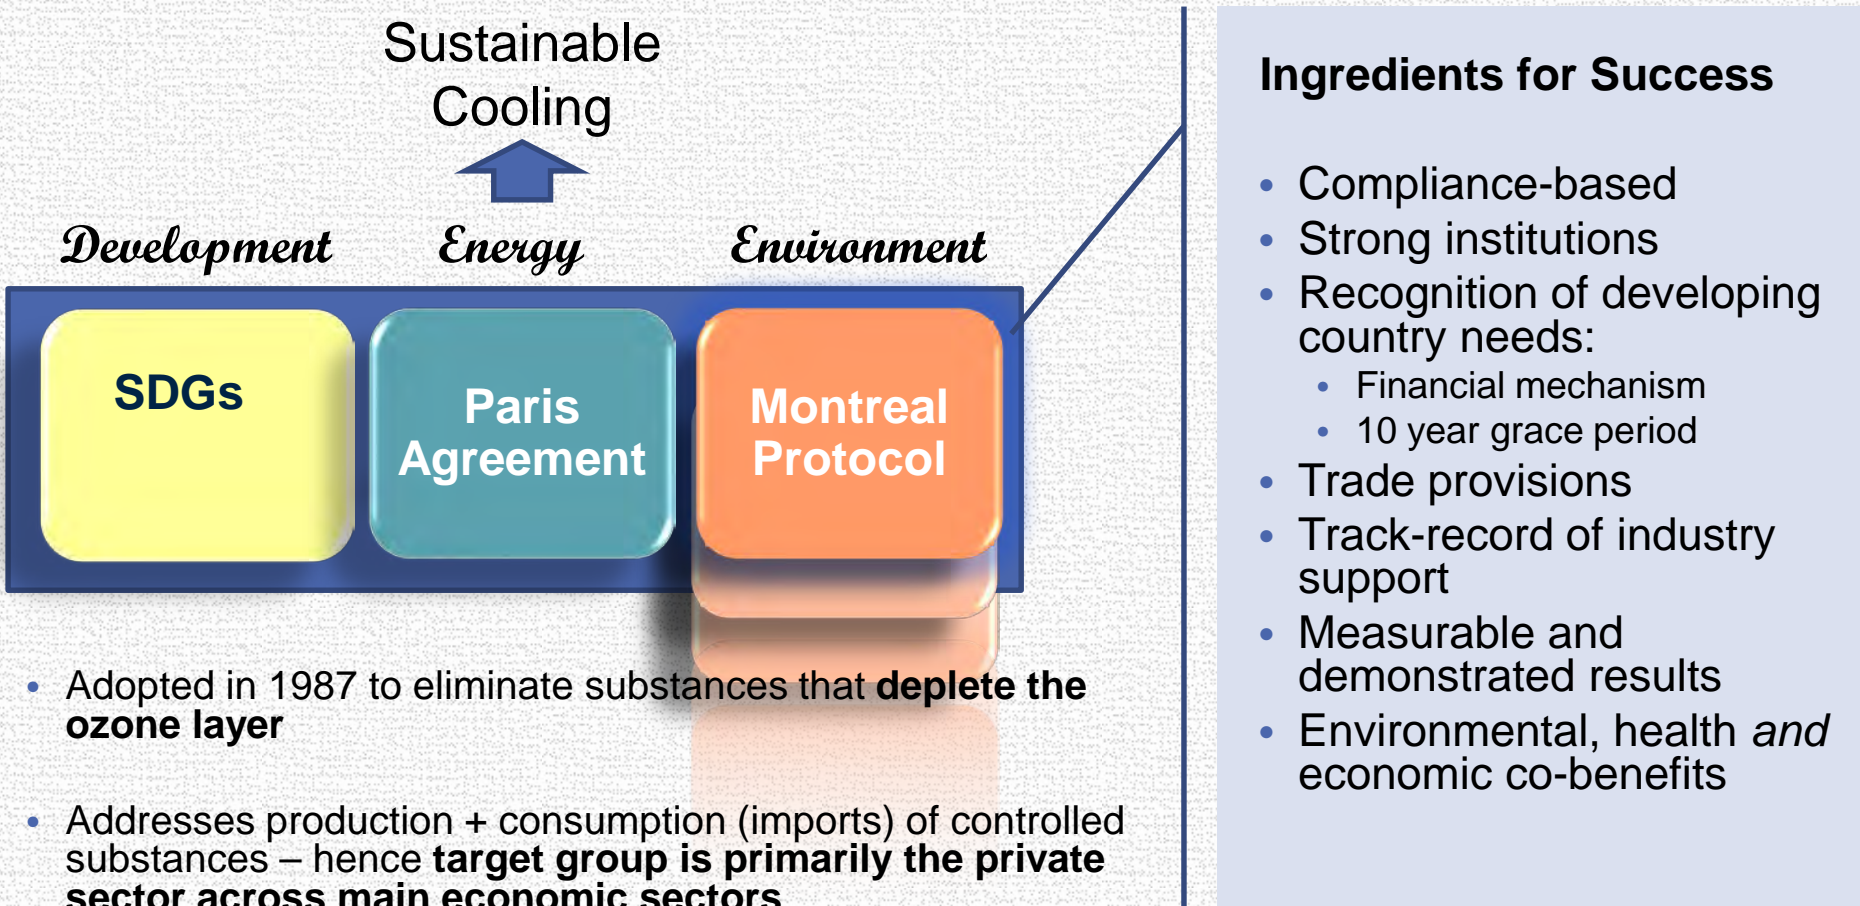 Sustainable
Cooling
Development Energy Environment
SDGs
Paris
Agreement
Montreal
Protocol
• Adopted in 1987 to eliminate substances that deplete the
ozone layer
• Addresses production + consumption (imports) of controlled
substances – hence target group is primarily the private
sector across main economic sectors
Ingredients for Success
• Compliance-based
• Strong institutions
• Recognition of developing
country needs:
• Financial mechanism
• 10 year grace period
• Trade provisions
• Track-record of industry
support
• Measurable and
demonstrated results
• Environmental, health and
economic co-benefits